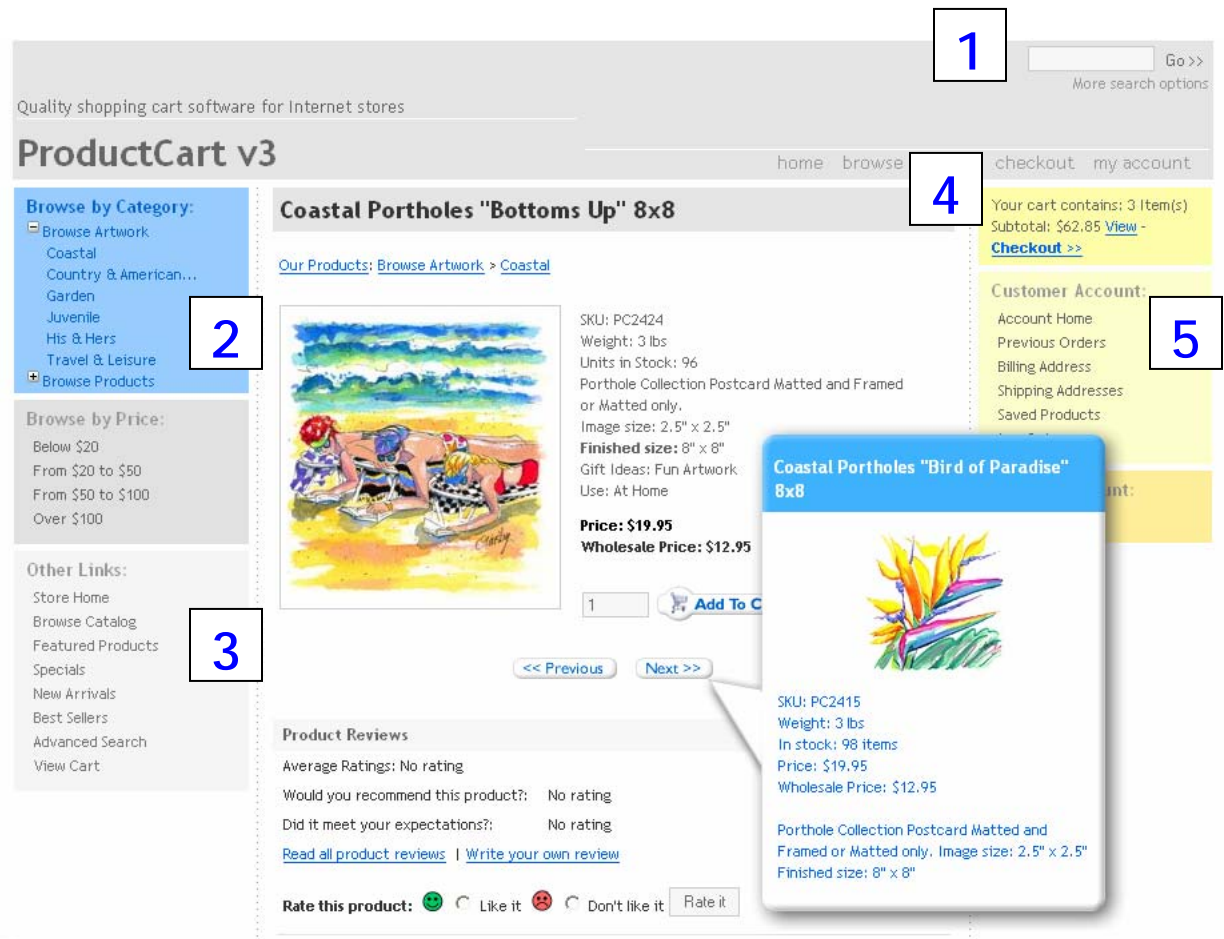 1
Go >>
More search options
Quality shopping cart software for Internet stores
ProductCart v3
home browse checkout my account
2
Browse by Category:
Browse Artwork
Coastal
Country & American...
Garden
Juvenile
His & Hers
Travel & Leisure
Browse Products
Browse by Price:
Below $20
From $20 to $50
From $50 to $100
Over $100
3
Other Links:
Store Home
Browse Catalog
Featured Products
Specials
New Arrivals
Best Sellers
Advanced Search
View Cart
Coastal Portholes "Bottoms Up" 8x8
Our Products: Browse Artwork > Coastal
SKU: PC2424
Weight: 3 lbs
Units in Stock: 96
Porthole Collection Postcard Matted and Framed
or Matted only.
Image size: 2.5" x 2.5"
Finished size: 8" x 8"
Gift Ideas: Fun Artwork
Use: At Home
Price: $19.95
Wholesale Price: $12.95
1
Add To C
<< Previous
Next >>
Product Reviews
Average Ratings: No rating
Would you recommend this product?: No rating
Did it meet your expectations?: No rating
Read all product reviews | Write your own review
Rate this product: Like it Don't like it Rate it
4
Your cart contains: 3 Item(s)
Subtotal: $62.85 View -
Checkout >>
5
Customer Account:
Account Home
Previous Orders
Billing Address
Shipping Addresses
Saved Products
Coastal Portholes "Bird of Paradise"
8x8
SKU: PC2415
Weight: 3 lbs
In stock: 98 items
Price: $19.95
Wholesale Price: $12.95
Porthole Collection Postcard Matted and
Framed or Matted only. Image size: 2.5" x 2.5"
Finished size: 8" x 8"